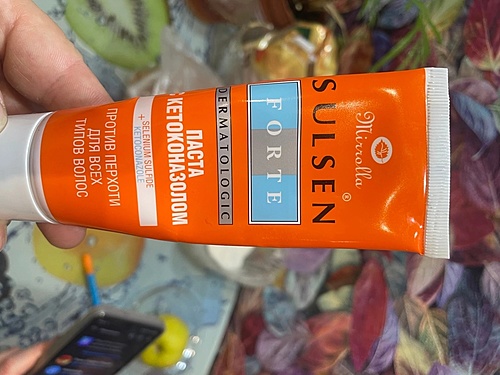 Mirrolla
SULSEN®
FORTE
DERMATOLOGIC
ПАСТА
С КЕТОКОНАЗОЛОМ
SELENIUM SULFIDE
+ KETOCONAZOLE
ПРОТИВ ПЕРХОТИ
ДЛЯ ВСЕХ
ТИПОВ ВОЛОС